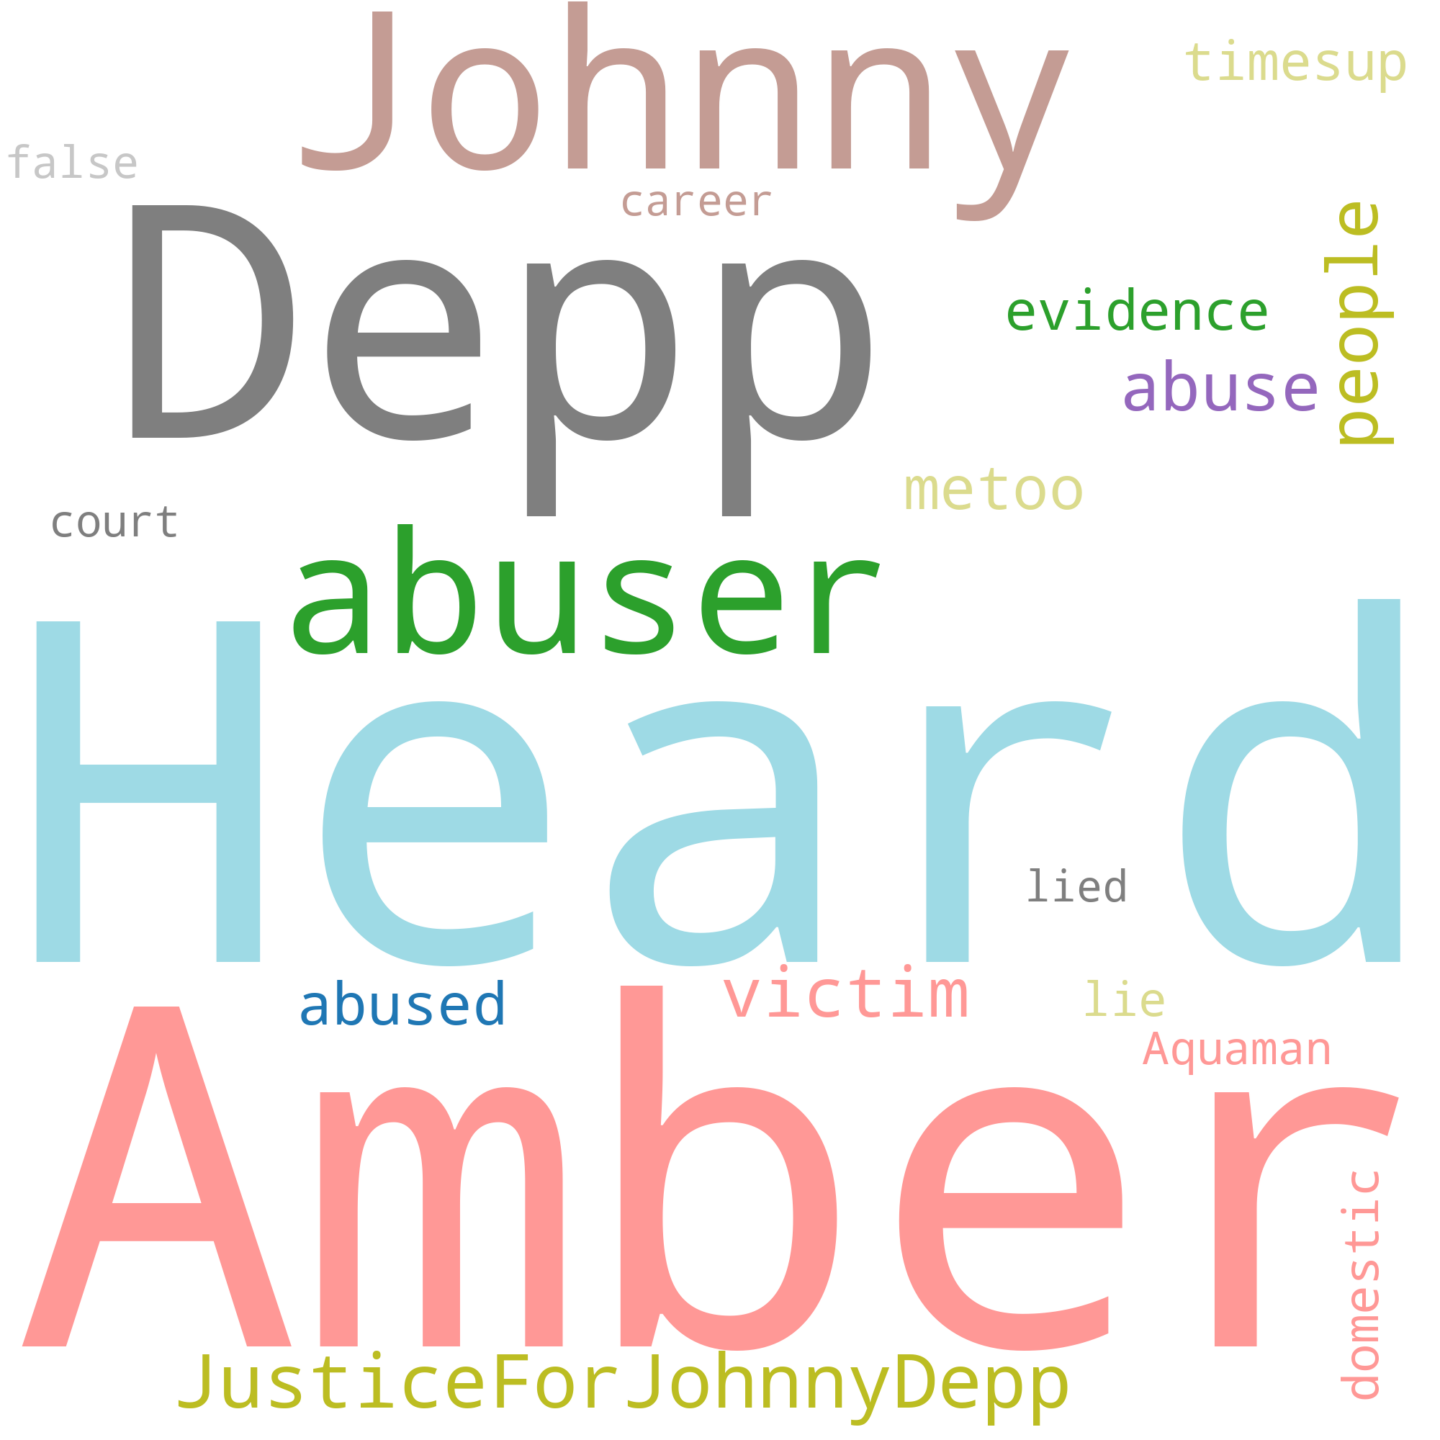 Johnny
timesup
false
career
Depp
people
evidence
abuse
metoo
court
abuser
Heard
lied
victim
abused
lie
Aquaman
Amber
domestic
JusticeForJohnnyDepp